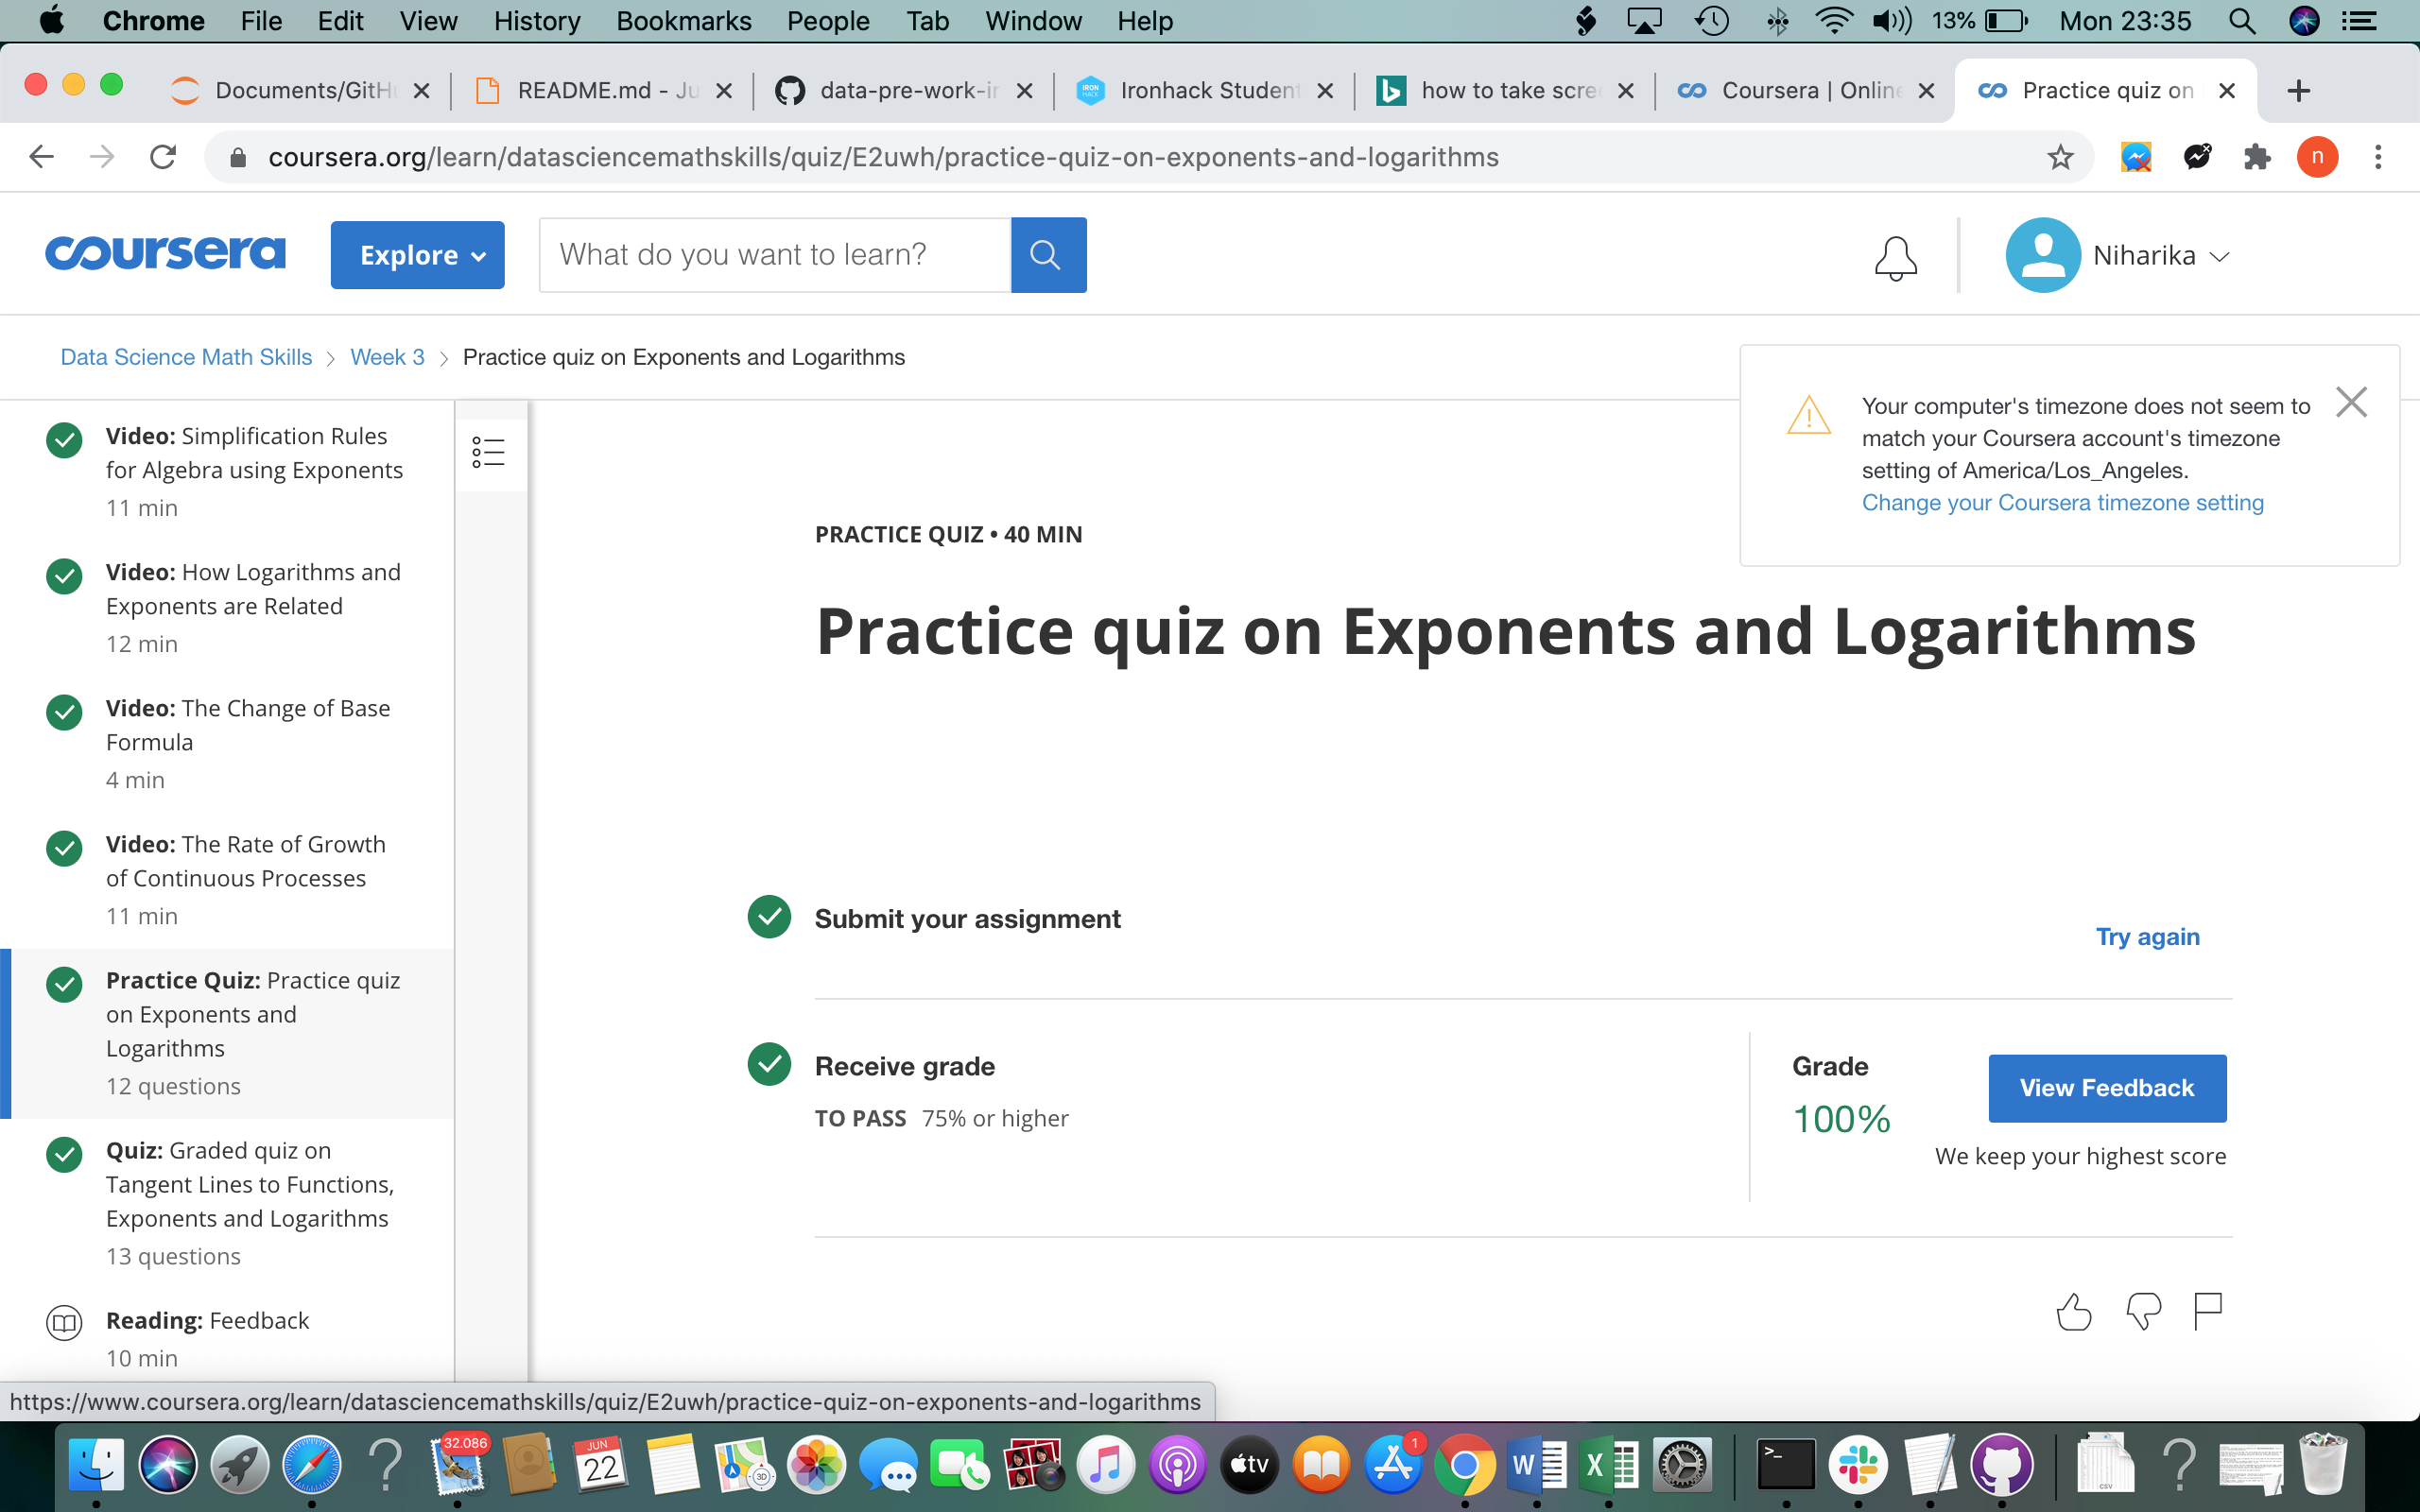 Chrome File Edit View History Bookmarks People Tab Window Help 13% Mon 23:35
Documents/GitH README.md - Ju data-pre-work-ir Ironhack Student how to take scre Coursera | Online Practice quiz on
coursera.org/learn/datasciencemathskills/quiz/E2uwh/practice-quiz-on-exponents-and-logarithms n
coursera Explore What do you want to learn? Niharika
Data Science Math Skills Week 3 Practice quiz on Exponents and Logarithms
Your computer's timezone does not seem to
match your Coursera account's timezone
setting of America/Los_Angeles.
Change your Coursera timezone setting
Video: Simplification Rules
for Algebra using Exponents
11 min
Video: How Logarithms and
Exponents are Related
12 min
Video: The Change of Base
Formula
4 min
Video: The Rate of Growth
of Continuous Processes
11 min
Practice Quiz: Practice quiz
on Exponents and
Logarithms
12 questions
Quiz: Graded quiz on
Tangent Lines to Functions,
Exponents and Logarithms
13 questions
Reading: Feedback
10 min
PRACTICE QUIZ • 40 MIN
Practice quiz on Exponents and Logarithms
Submit your assignment
Try again
Receive grade
TO PASS 75% or higher
Grade
100%
View Feedback
We keep your highest score
https://www.coursera.org/learn/datasciencemathskills/quiz/E2uwh/practice-quiz-on-exponents-and-logarithms
32.086
JUN
22
3D
tv
1
W
X
CSV